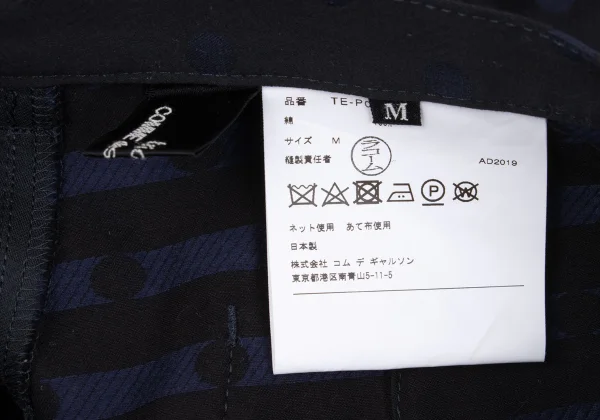 COMME des
品番 TE-P
M
綿
サイズ M
縫製責任者
AD2019
P
W
ネット使用 あて布使用
日本製
株式会社 コム デ ギャルソン
東京都港区南青山5-11-5